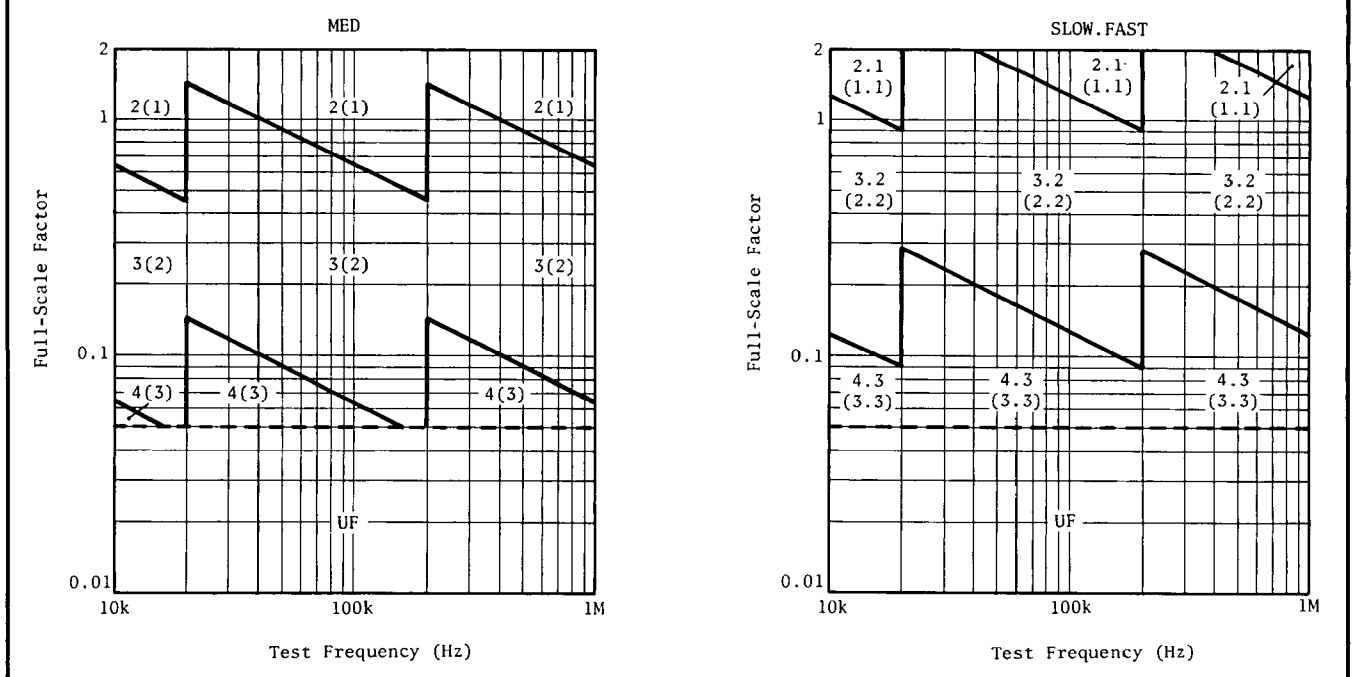 MED
2
1
0.1
0.01
Full-Scale Factor
2(1)
2(1)
2(1)
3(2)
3(2)
3(2)
4(3)
4(3)
4(3)
UF
10k
100k
1M
Test Frequency (Hz)
SLOW.FAST
2
1
0.1
0.01
Full-Scale Factor
2.1
(1.1)
2.1
(1.1)
2.1
(1.1)
3.2
(2.2)
3.2
(2.2)
3.2
(2.2)
4.3
(3.3)
4.3
(3.3)
4.3
(3.3)
UF
10k
100k
1M
Test Frequency (Hz)